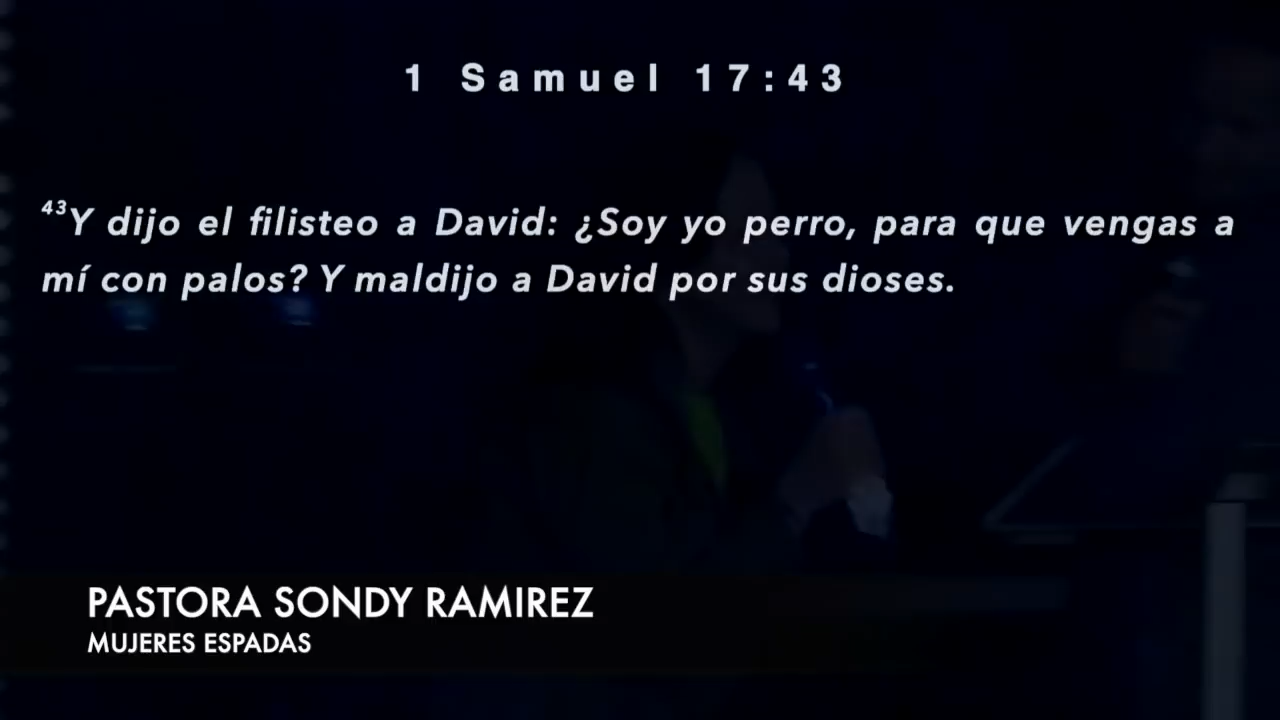 1 Samuel 17:43
⁴³Y dijo el filisteo a David: ¿Soy yo perro, para que vengas a
mí con palos? Y maldijo a David por sus dioses.
PASTORA SONDY RAMIREZ
MUJERES ESPADAS